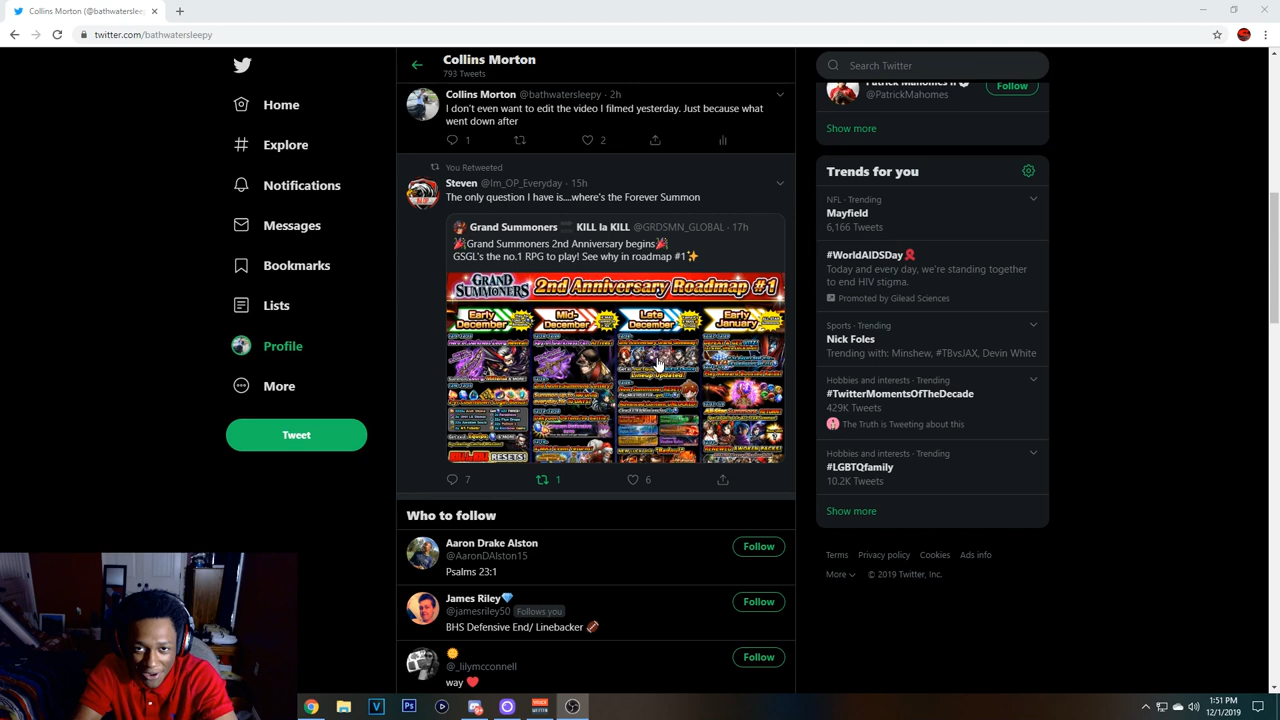 Collins Morton (@bathwatersleep
twitter.com/bathwatersleepy
Home
Explore
Notifications
Messages
Bookmarks
Lists
Profile
More
Tweet
Collins Morton
793 Tweets
Collins Morton @bathwatersleepy · 2h
I don't even want to edit the video I filmed yesterday. Just because what
went down after
1
2
You Retweeted
Steven @Im_OP_Everyday · 15h
The only question I have is....where's the Forever Summon
Grand Summoners KILL la KILL @GRDSMN_GLOBAL · 17h
🎉Grand Summoners 2nd Anniversary begins🎉
GSGL's the no.1 RPG to play! See why in roadmap #1✨
GRAND
SUMMONERS
2nd Anniversary Roadmap #1
Early
December
Mid-
December
Late
December
Early
January
KILL la KILL RESETS!
7
1
6
Who to follow
Aaron Drake Alston
@AaronDAlston15
Follow
Psalms 23:1
James Riley💎
@jamesriley50 Follows you
Follow
BHS Defensive End/ Linebacker 🏈
🌞
@_lilymcconnell
Follow
way ❤️
Search Twitter
Patrick Mahomes II
@PatrickMahomes
Follow
Show more
Trends for you
NFL · Trending
Mayfield
6,166 Tweets
#WorldAIDSDay
Today and every day, we're standing together
to end HIV stigma.
Promoted by Gilead Sciences
Sports · Trending
Nick Foles
Trending with: Minshew, #TBvsJAX, Devin White
Hobbies and interests · Trending
#TwitterMomentsOfTheDecade
429K Tweets
The Truth is Tweeting about this
Hobbies and interests · Trending
#LGBTQfamily
10.2K Tweets
Show more
Terms Privacy policy Cookies Ads info
More © 2019 Twitter, Inc.
1:51 PM
12/1/2019